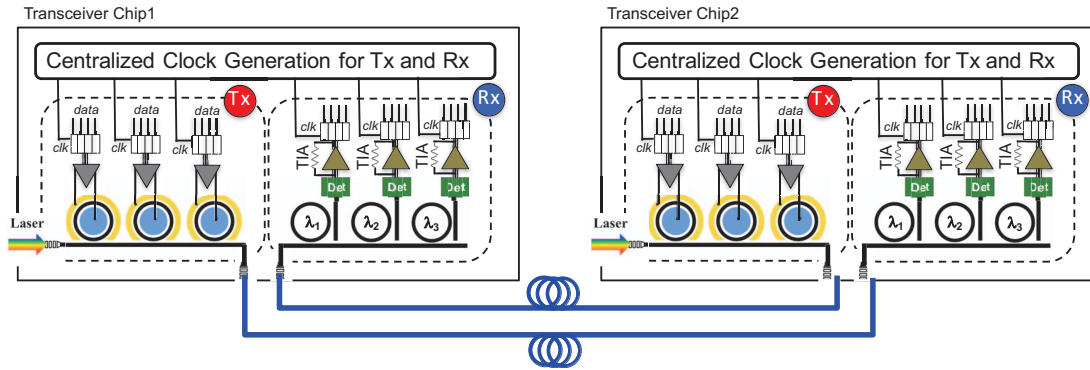 Transceiver Chip1
Centralized Clock Generation for Tx and Rx
Tx
Rx
data data data
clk clk clk
clk clk clk
TIA TIA TIA
Det Det Det
Laser
λ1 λ2 λ3
Transceiver Chip2
Centralized Clock Generation for Tx and Rx
Tx
Rx
data data data
clk clk clk
clk clk clk
TIA TIA TIA
Det Det Det
Laser
λ1 λ2 λ3